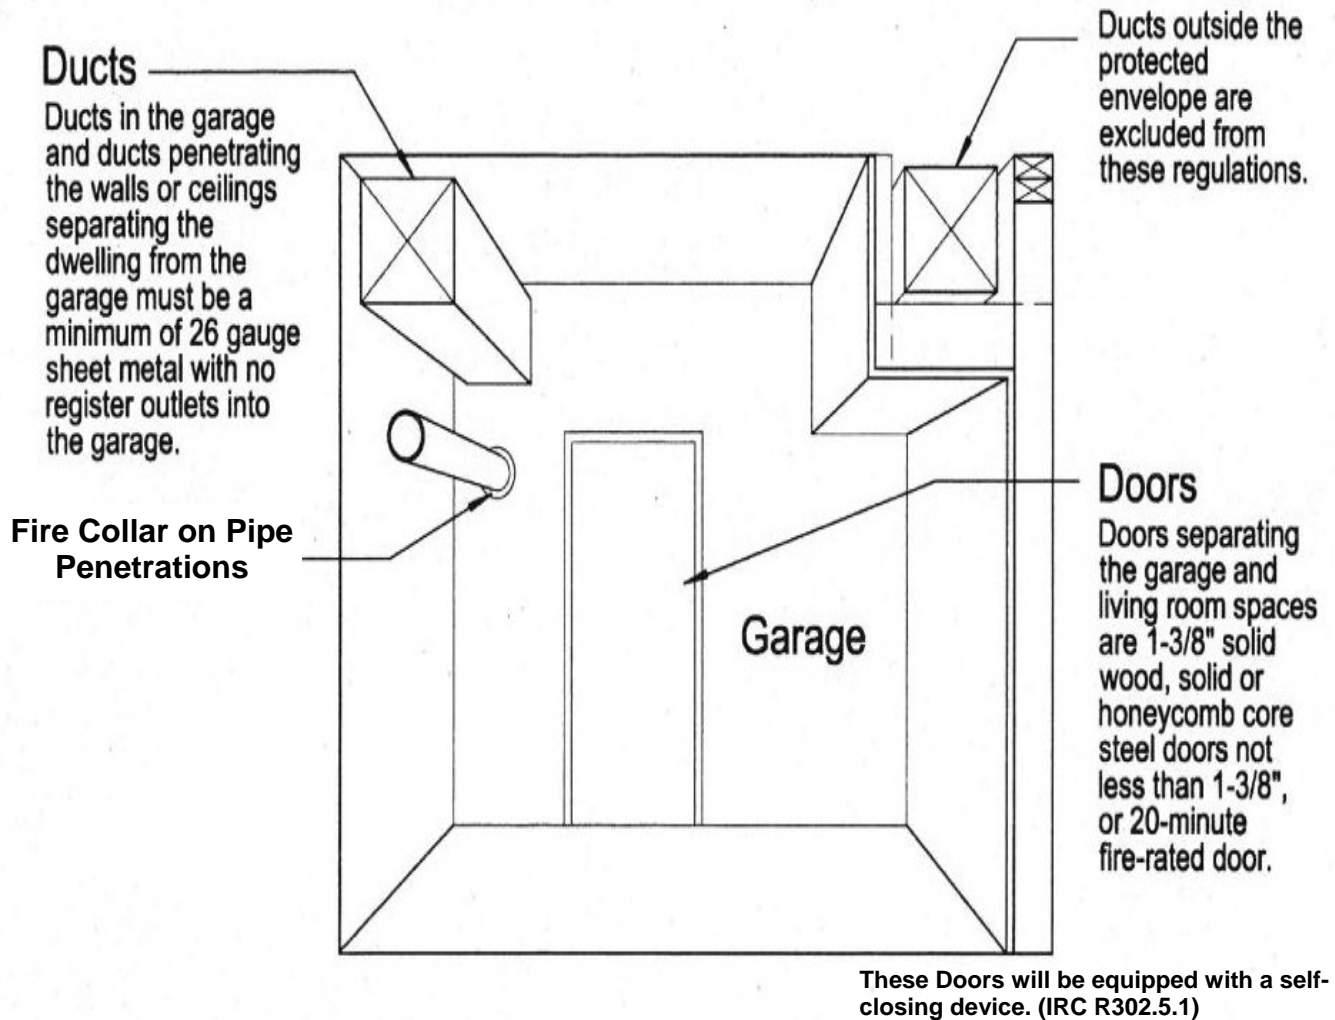 Ducts
Ducts in the garage
and ducts penetrating
the walls or ceilings
separating the
dwelling from the
garage must be a
minimum of 26 gauge
sheet metal with no
register outlets into
the garage.
Fire Collar on Pipe
Penetrations
Ducts outside the
protected
envelope are
excluded from
these regulations.
Garage
Doors
Doors separating
the garage and
living room spaces
are 1-3/8" solid
wood, solid or
honeycomb core
steel doors not
less than 1-3/8",
or 20-minute
fire-rated door.
These Doors will be equipped with a self-
closing device. (IRC R302.5.1)